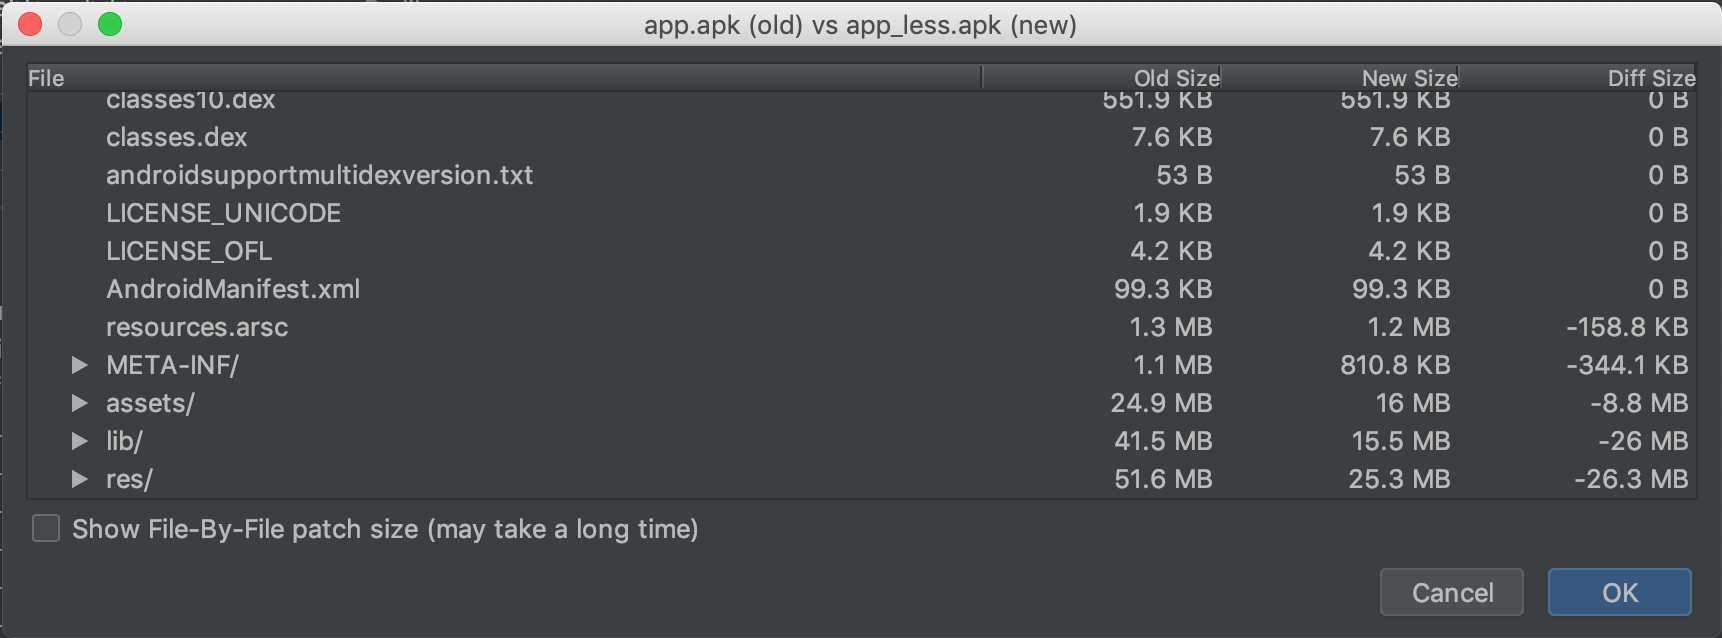 app.apk (old) vs app_less.apk (new)
File Old Size New Size Diff Size
classes10.dex 551.9 KB 551.9 KB 0 B
classes.dex 7.6 KB 7.6 KB 0 B
androidsupportmultidexversion.txt 53 B 53 B 0 B
LICENSE_UNICODE 1.9 KB 1.9 KB 0 B
LICENSE_OFL 4.2 KB 4.2 KB 0 B
AndroidManifest.xml 99.3 KB 99.3 KB 0 B
resources.arsc 1.3 MB 1.2 MB -158.8 KB
META-INF/ 1.1 MB 810.8 KB -344.1 KB
assets/ 24.9 MB 16 MB -8.8 MB
lib/ 41.5 MB 15.5 MB -26 MB
res/ 51.6 MB 25.3 MB -26.3 MB
Show File-By-File patch size (may take a long time)
Cancel OK